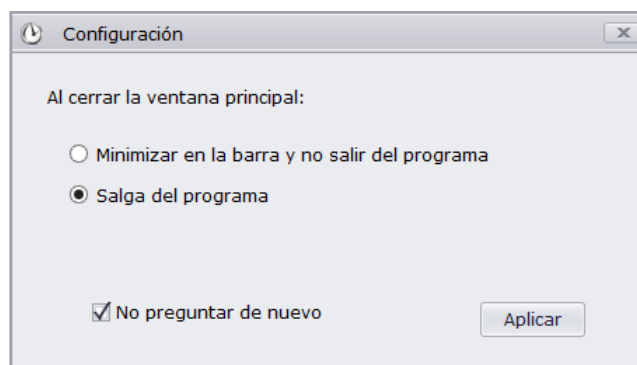 Configuración
Al cerrar la ventana principal:
Minimizar en la barra y no salir del programa
Salga del programa
No preguntar de nuevo
Aplicar